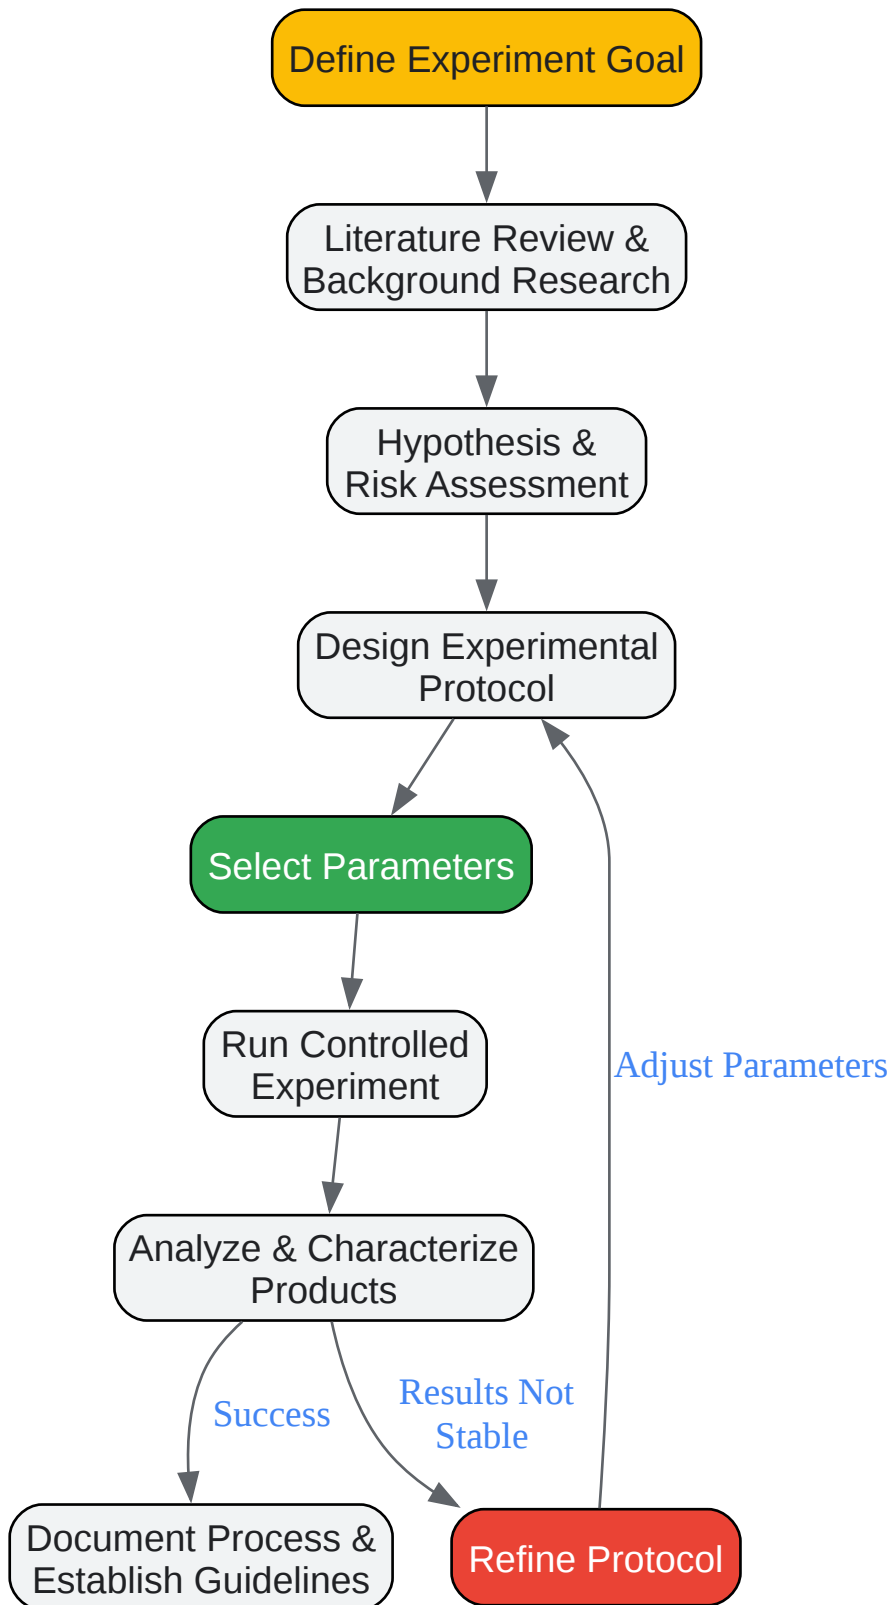 Define Experiment Goal
Literature Review &
Background Research
Hypothesis &
Risk Assessment
Design Experimental
Protocol
Select Parameters
Run Controlled
Experiment
Adjust Parameters
Analyze & Characterize
Products
Success
Results Not
Stable
Document Process &
Establish Guidelines
Refine Protocol